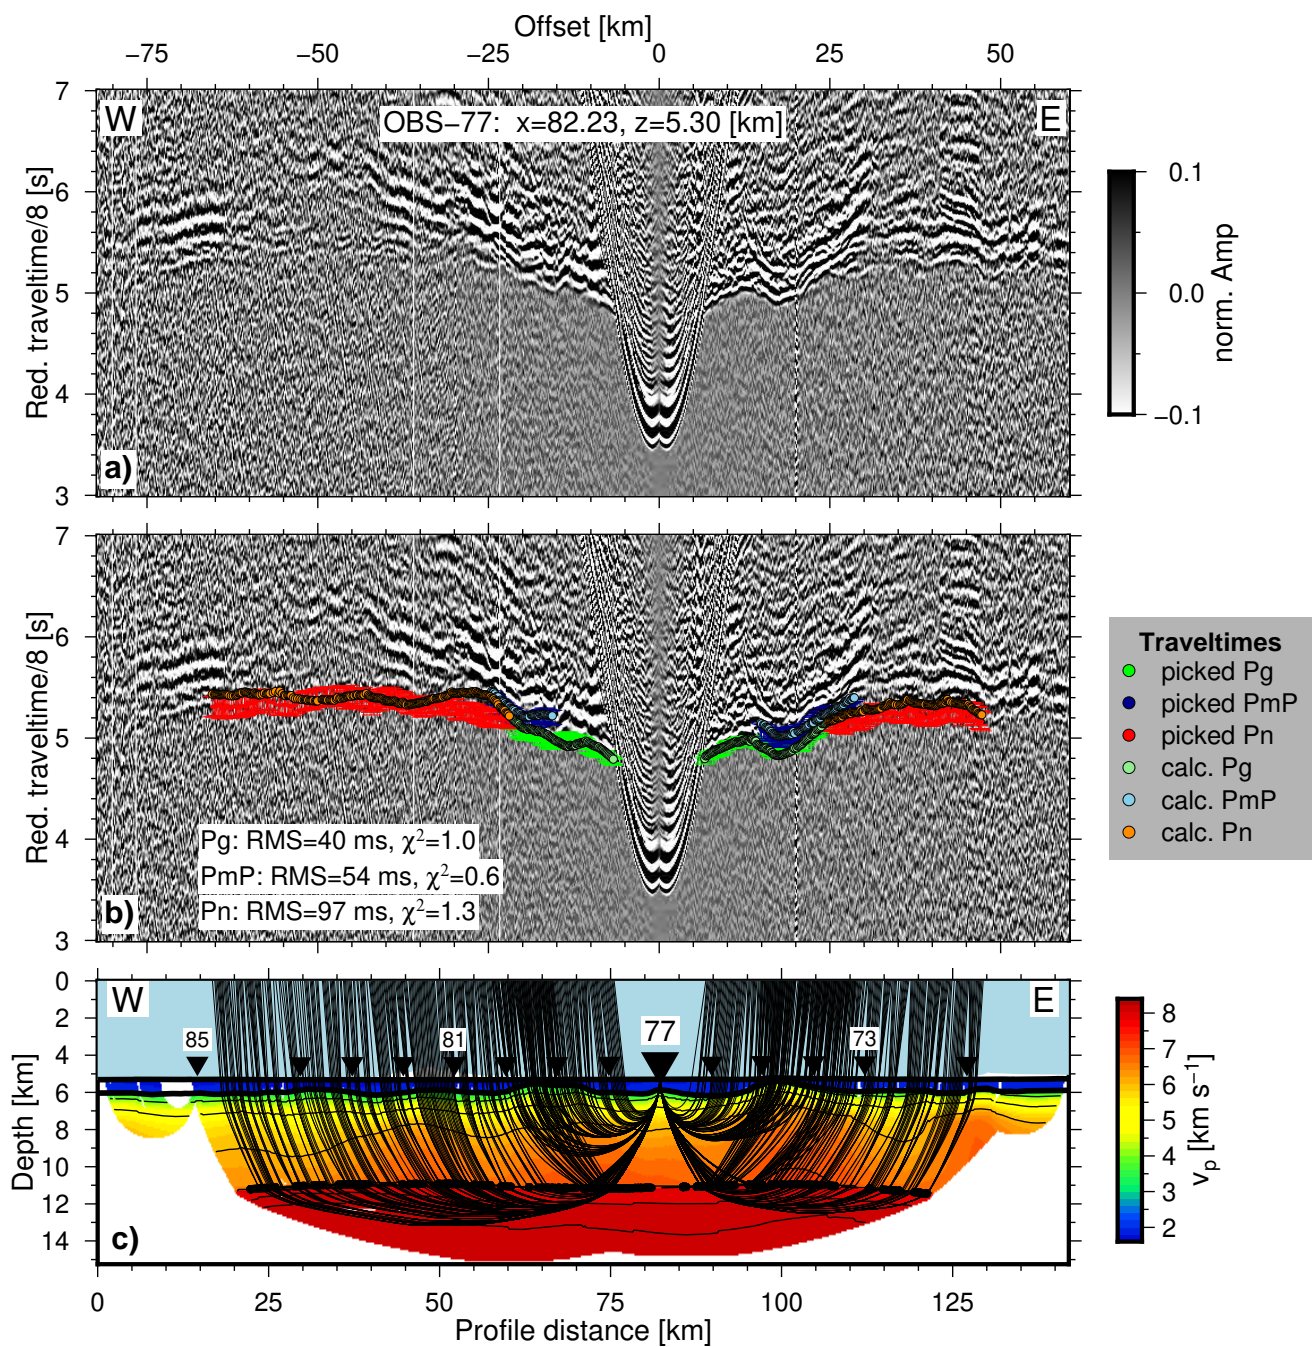 Offset [km]
−75 −50 −25 0 25 50
7
6
5
4
3
Red. traveltime/8 [s]
W
OBS−77: x=82.23, z=5.30 [km]
E
a)
0.1
0.0
−0.1
norm. Amp
7
6
5
4
3
Red. traveltime/8 [s]
Pg: RMS=40 ms, χ²=1.0
PmP: RMS=54 ms, χ²=0.6
Pn: RMS=97 ms, χ²=1.3
b)
Traveltimes
picked Pg
picked PmP
picked Pn
calc. Pg
calc. PmP
calc. Pn
0
2
4
6
8
10
12
14
Depth [km]
W
E
85
81
77
73
c)
8
7
6
5
4
3
2
vₚ [km s⁻¹]
0 25 50 75 100 125
Profile distance [km]